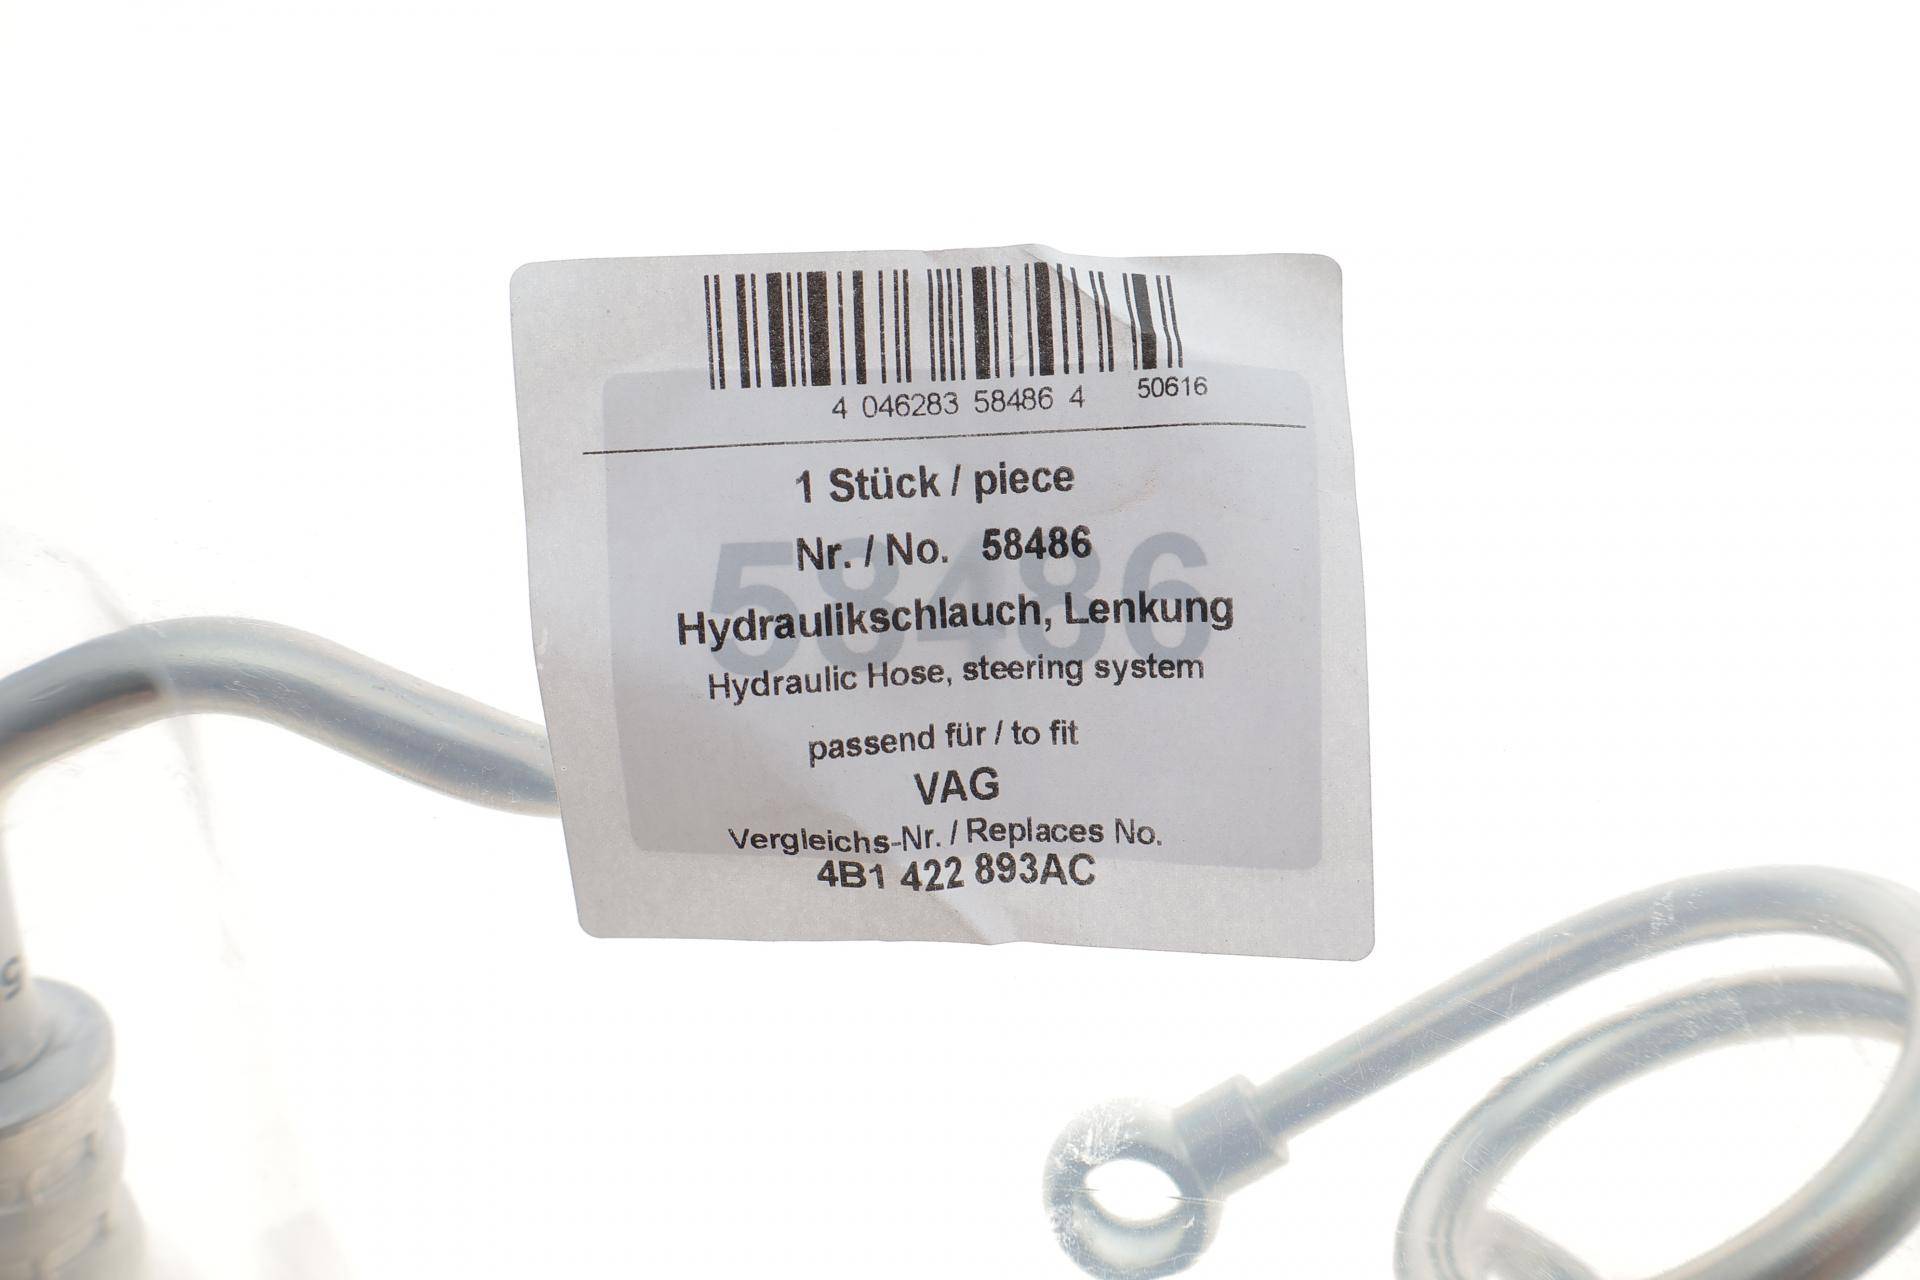 4 046283 58486 4 50616
1 Stück / piece
Nr. / No. 58486
58486
Hydraulikschlauch, Lenkung
Hydraulic Hose, steering system
passend für / to fit
VAG
Vergleichs-Nr. / Replaces No.
4B1 422 893AC
5